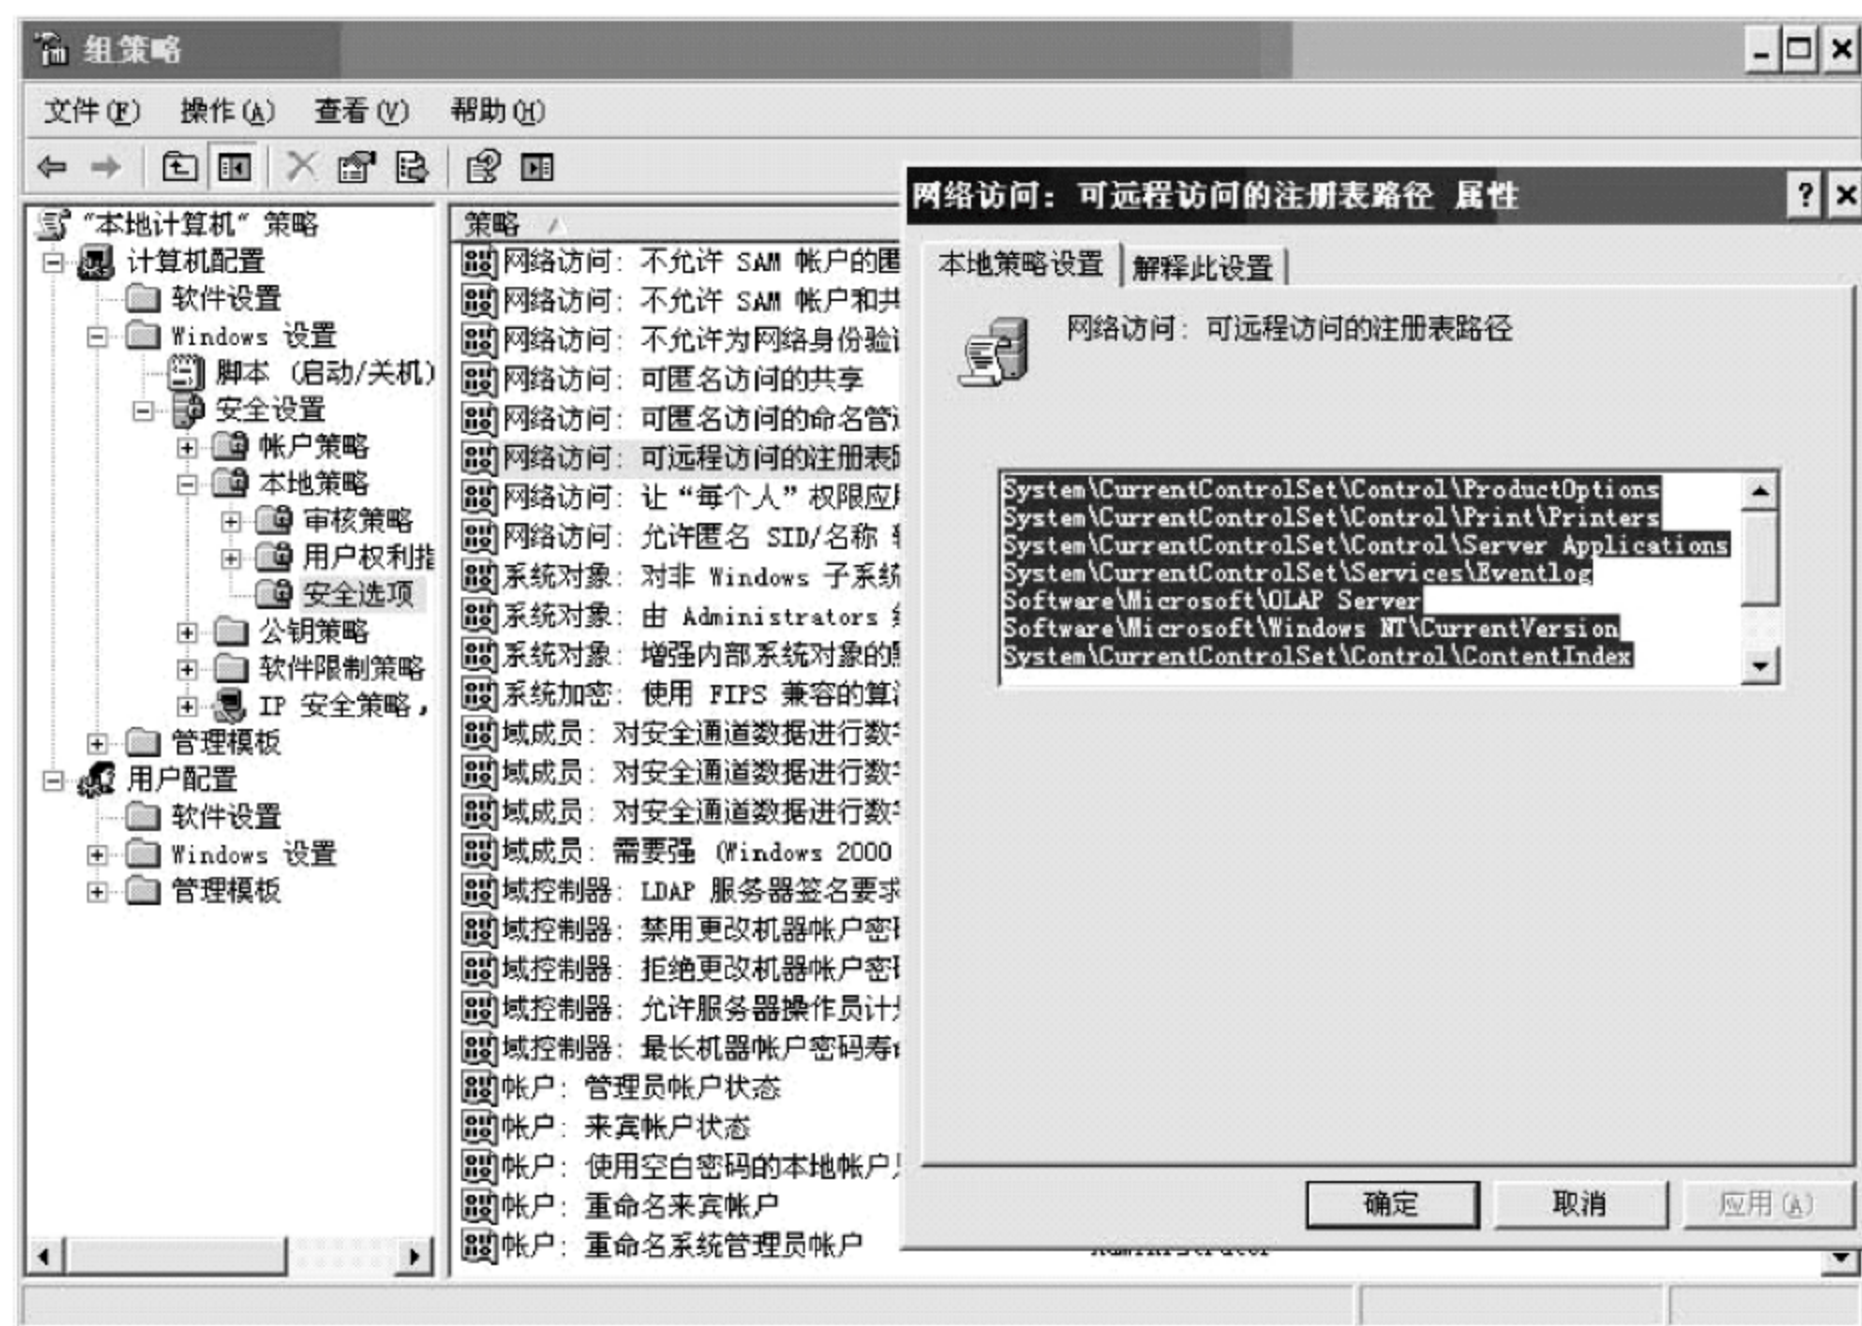 组策略
文件(F) 操作(A) 查看(V) 帮助(H)
“本地计算机” 策略
计算机配置
软件设置
Windows 设置
脚本 (启动/关机)
安全设置
帐户策略
本地策略
审核策略
用户权利指
安全选项
公钥策略
软件限制策略
IP 安全策略，
管理模板
用户配置
软件设置
Windows 设置
管理模板
策略
网络访问: 不允许 SAM 帐户的匿
网络访问: 不允许 SAM 帐户和共
网络访问: 不允许为网络身份验
网络访问: 可匿名访问的共享
网络访问: 可匿名访问的命名管
网络访问: 可远程访问的注册表
网络访问: 让“每个人”权限应
网络访问: 允许匿名 SID/名称
系统对象: 对非 Windows 子系统
系统对象: 由 Administrators
系统对象: 增强内部系统对象的
系统加密: 使用 FIPS 兼容的算
域成员: 对安全通道数据进行数
域成员: 对安全通道数据进行数
域成员: 对安全通道数据进行数
域成员: 需要强 (Windows 2000
域控制器: LDAP 服务器签名要求
域控制器: 禁用更改机器帐户密
域控制器: 拒绝更改机器帐户密
域控制器: 允许服务器操作员计
域控制器: 最长机器帐户密码寿
帐户: 管理员帐户状态
帐户: 来宾帐户状态
帐户: 使用空白密码的本地帐户
帐户: 重命名来宾帐户
帐户: 重命名系统管理员帐户
Administrator
网络访问: 可远程访问的注册表路径 属性
本地策略设置 解释此设置
网络访问: 可远程访问的注册表路径
System\CurrentControlSet\Control\ProductOptions
System\CurrentControlSet\Control\Print\Printers
System\CurrentControlSet\Control\Server Applications
System\CurrentControlSet\Services\Eventlog
Software\Microsoft\OLAP Server
Software\Microsoft\Windows NT\CurrentVersion
System\CurrentControlSet\Control\ContentIndex
确定 取消 应用(A)